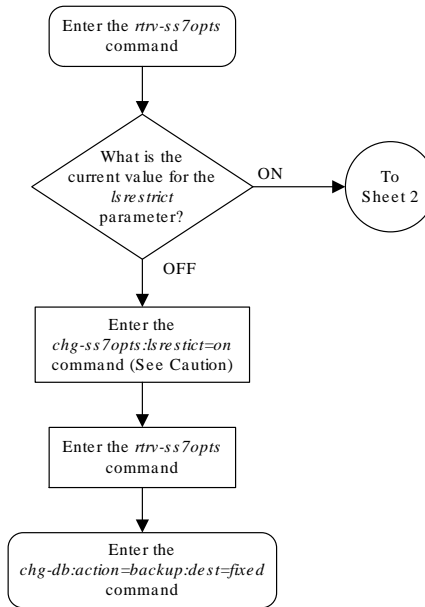 Enter the rtrv-ss7opts
command
What is the
current value for the
lsrestrict
parameter?
ON
To
Sheet 2
OFF
Enter the
chg-ss7opts:lsrestict=on
command (See Caution)
Enter the rtrv-ss7opts
command
Enter the
chg-db:action=backup:dest=fixed
command